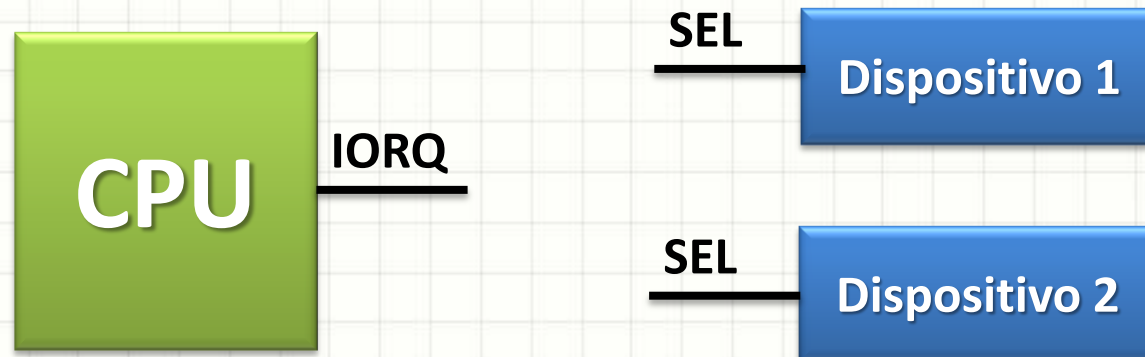 SEL
Dispositivo 1
CPU
IORQ
SEL
Dispositivo 2